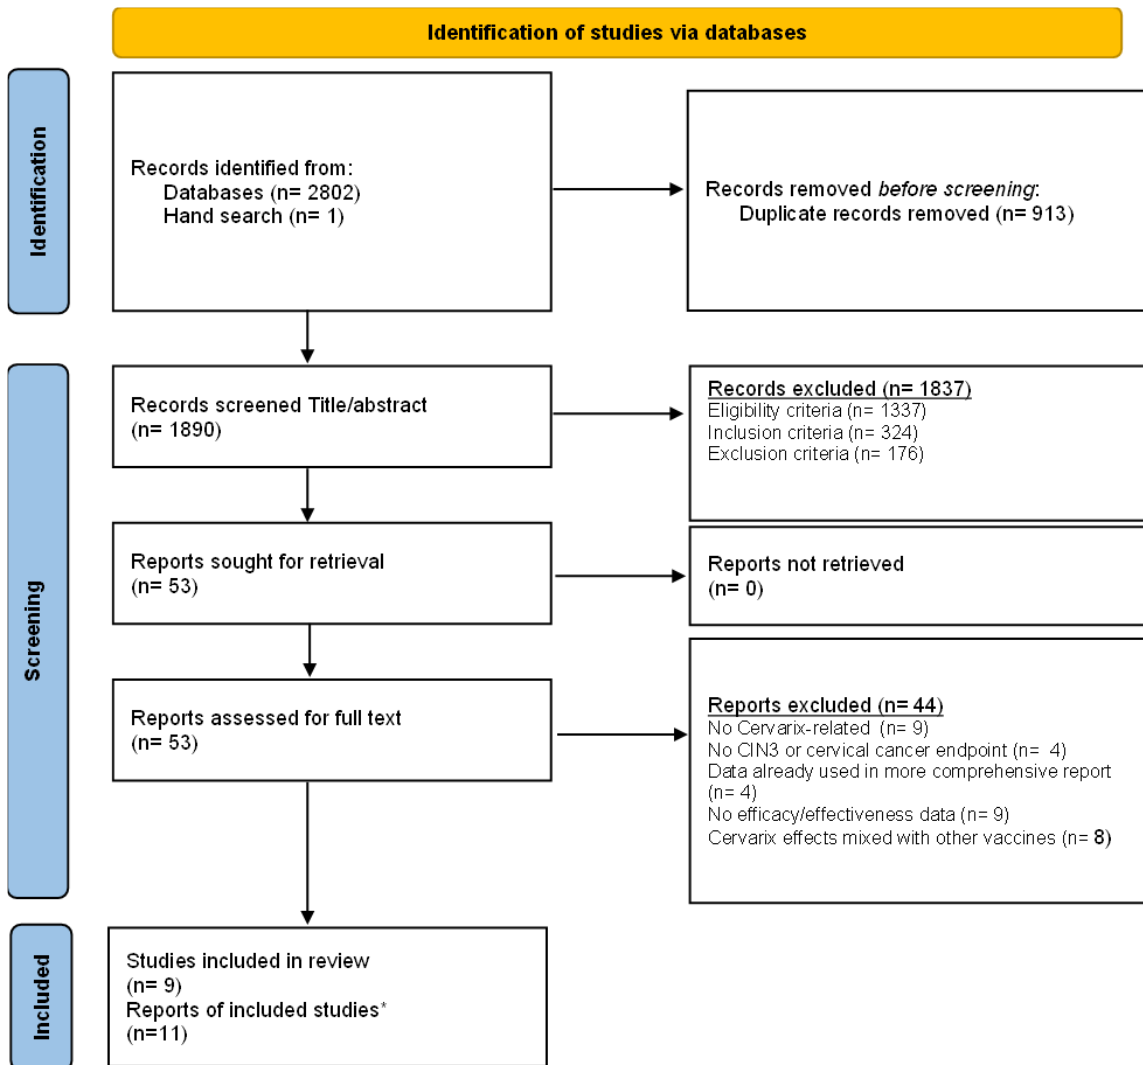 Identification of studies via databases
Identification
Records identified from:
Databases (n= 2802)
Hand search (n= 1)
Records removed before screening:
Duplicate records removed (n= 913)
Screening
Records screened Title/abstract
(n= 1890)
Records excluded (n= 1837)
Eligibility criteria (n= 1337)
Inclusion criteria (n= 324)
Exclusion criteria (n= 176)
Reports sought for retrieval
(n= 53)
Reports not retrieved
(n= 0)
Reports assessed for full text
(n= 53)
Reports excluded (n= 44)
No Cervarix-related (n= 9)
No CIN3 or cervical cancer endpoint (n= 4)
Data already used in more comprehensive report
(n= 4)
No efficacy/effectiveness data (n= 9)
Cervarix effects mixed with other vaccines (n= 8)
Included
Studies included in review
(n= 9)
Reports of included studies*
(n=11)